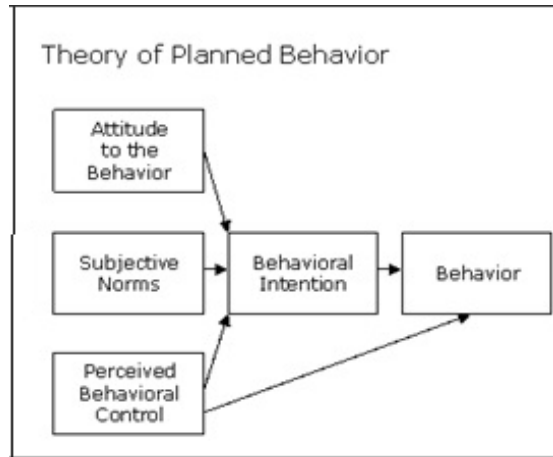 Theory of Planned Behavior
Attitude
to the
Behavior
Subjective
Norms
Behavioral
Intention
Behavior
Perceived
Behavioral
Control